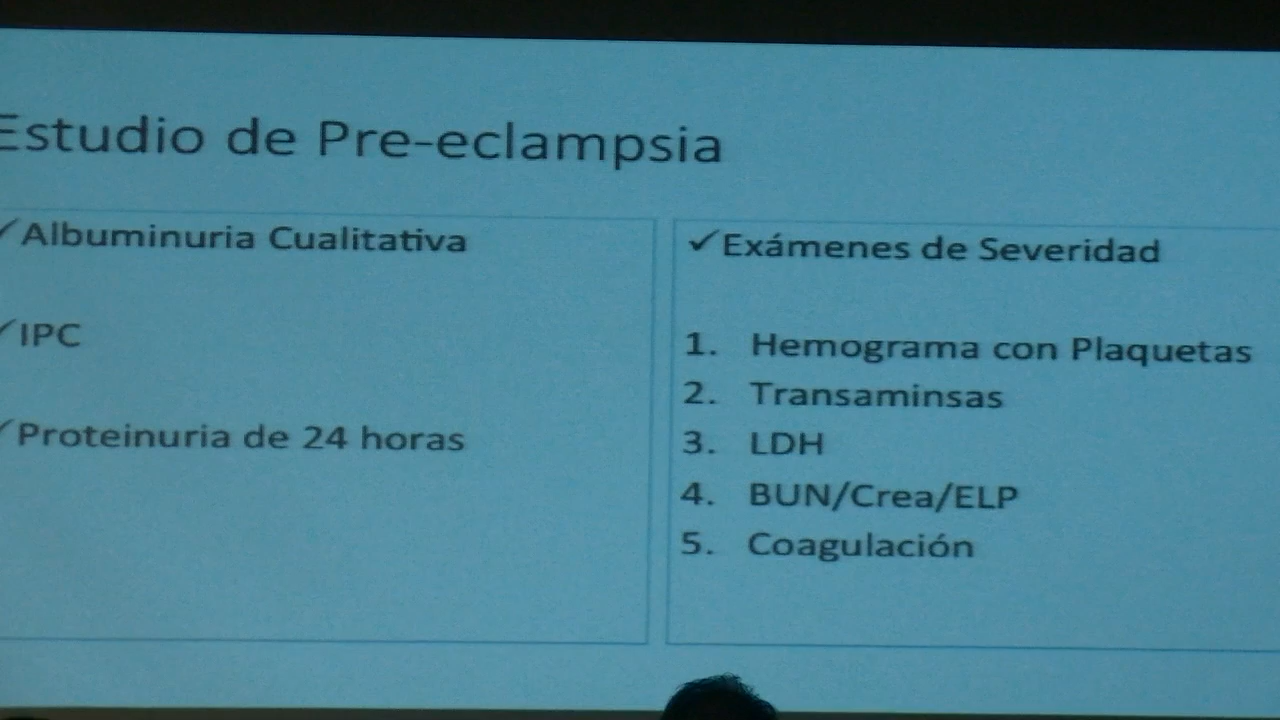 Estudio de Pre-eclampsia
✓Albuminuria Cualitativa
✓IPC
✓Proteinuria de 24 horas
✓Exámenes de Severidad
1. Hemograma con Plaquetas
2. Transaminsas
3. LDH
4. BUN/Crea/ELP
5. Coagulación